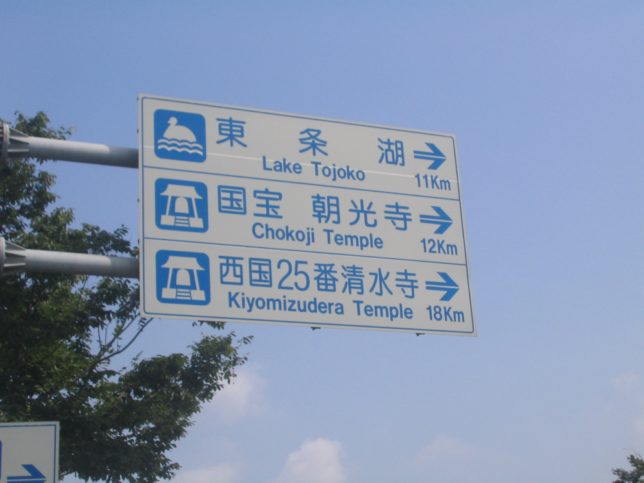 東条湖
Lake Tojoko 11Km
国宝 朝光寺
Chokoji Temple 12Km
西国25番清水寺
Kiyomizudera Temple 18Km